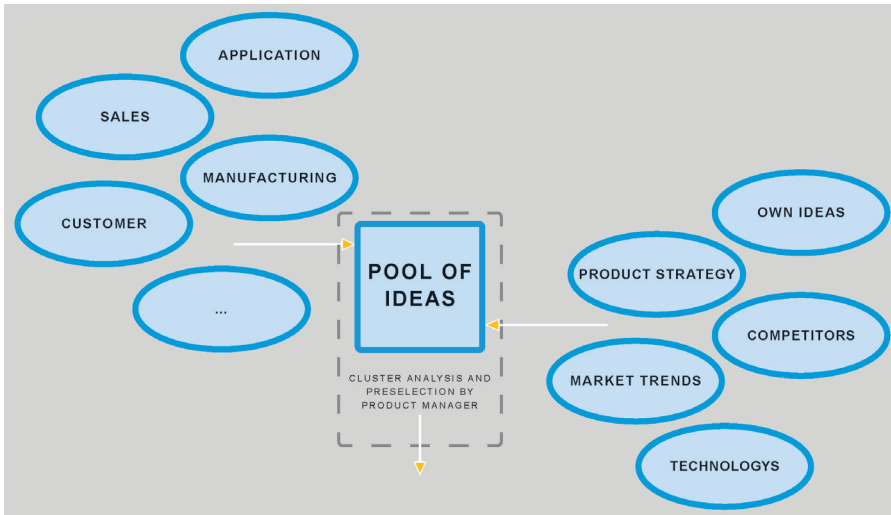 APPLICATION
SALES
MANUFACTURING
CUSTOMER
...
POOL OF
IDEAS
CLUSTER ANALYSIS AND
PRESELECTION BY
PRODUCT MANAGER
OWN IDEAS
PRODUCT STRATEGY
COMPETITORS
MARKET TRENDS
TECHNOLOGYS